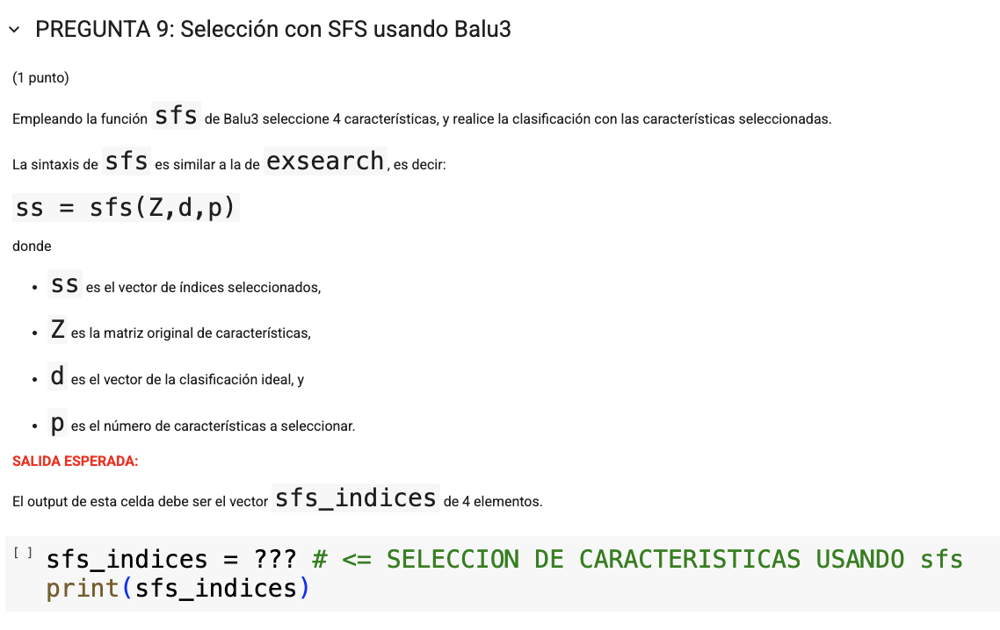 PREGUNTA 9: Selección con SFS usando Balu3
(1 punto)
Empleando la función sfs de Balu3 seleccione 4 características, y realice la clasificación con las características seleccionadas.
La sintaxis de sfs es similar a la de exsearch, es decir:
ss = sfs(Z,d,p)
donde
• ss es el vector de índices seleccionados,
• Z es la matriz original de características,
• d es el vector de la clasificación ideal, y
• p es el número de características a seleccionar.
SALIDA ESPERADA:
El output de esta celda debe ser el vector sfs_indices de 4 elementos.
[ ] sfs_indices = ??? # <= SELECCION DE CARACTERISTICAS USANDO sfs
print(sfs_indices)